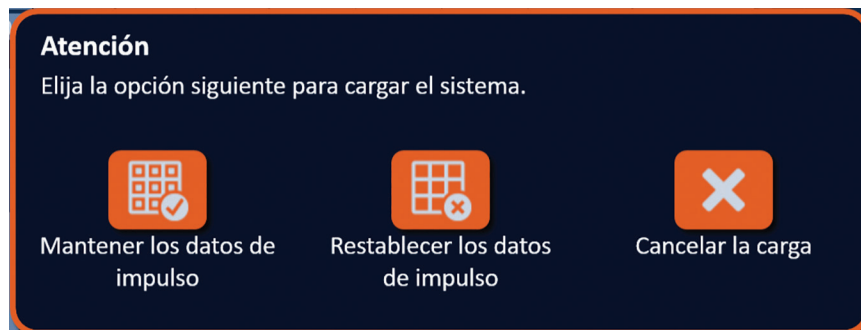 Atención
Elija la opción siguiente para cargar el sistema.
Mantener los datos de
impulso
Restablecer los datos
de impulso
Cancelar la carga